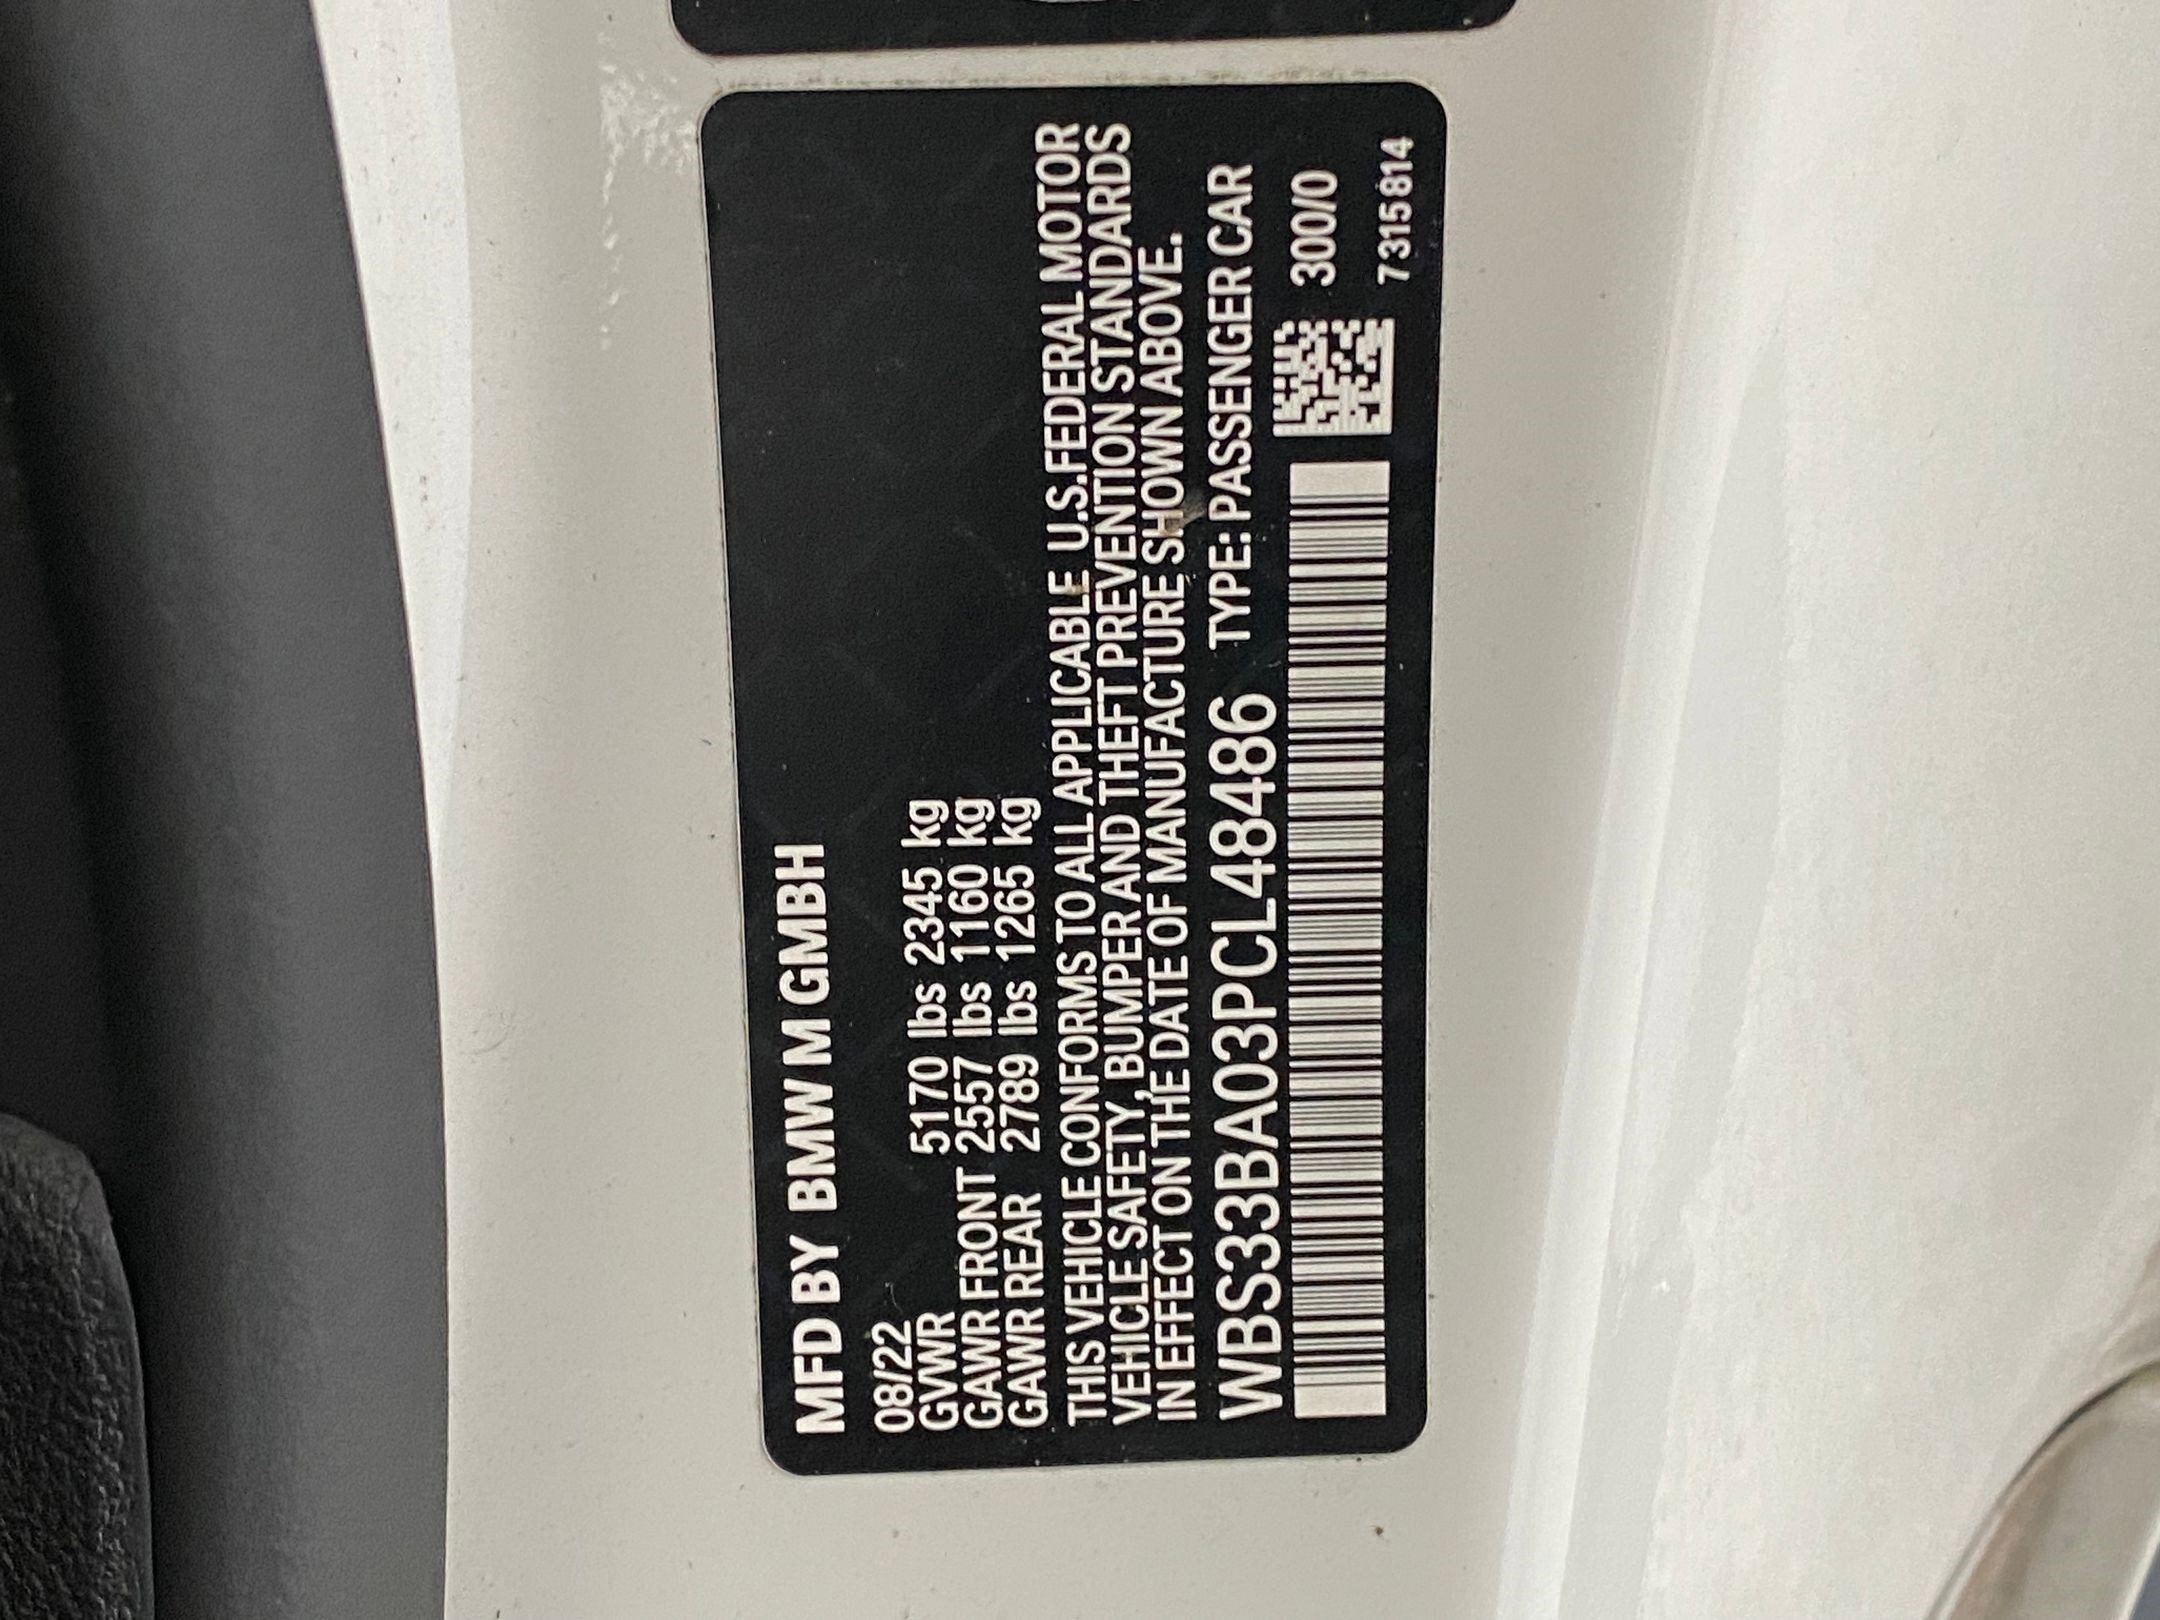 MFD BY BMW M GMBH
08/22
GVWR 5170 lbs 2345 kg
GAWR FRONT 2557 lbs 1160 kg
GAWR REAR 2789 lbs 1265 kg
THIS VEHICLE CONFORMS TO ALL APPLICABLE U.S.FEDERAL MOTOR
VEHICLE SAFETY, BUMPER AND THEFT PREVENTION STANDARDS
IN EFFECT ON THE DATE OF MANUFACTURE SHOWN ABOVE.
WBS33BA03PCL48486 TYPE: PASSENGER CAR
300/0
7315814